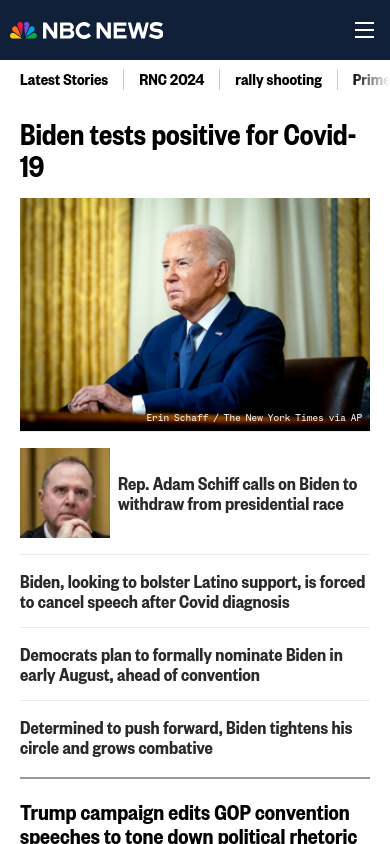 NBC NEWS
Latest Stories
RNC 2024
rally shooting
Prime
Biden tests positive for Covid-
19
Erin Schaff / The New York Times via AP
Rep. Adam Schiff calls on Biden to
withdraw from presidential race
Biden, looking to bolster Latino support, is forced
to cancel speech after Covid diagnosis
Democrats plan to formally nominate Biden in
early August, ahead of convention
Determined to push forward, Biden tightens his
circle and grows combative
Trump campaign edits GOP convention
speeches to tone down political rhetoric